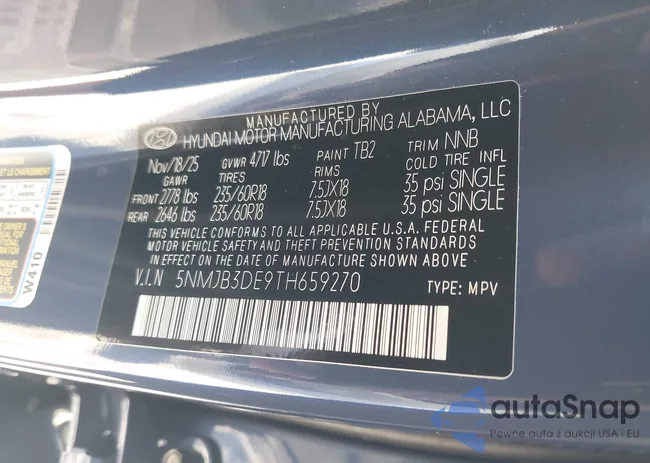 MANUFACTURED BY
HYUNDAI MOTOR MANUFACTURING ALABAMA, LLC
Nov/18/25 GVWR 4717 lbs PAINT TB2 TRIM NNB
GAWR TIRES RIMS COLD TIRE INFL
FRONT 2778 lbs 235/60R18 7.5JX18 35 psi SINGLE
REAR 2646 lbs 235/60R18 7.5JX18 35 psi SINGLE
THIS VEHICLE CONFORMS TO ALL APPLICABLE U.S.A. FEDERAL
MOTOR VEHICLE SAFETY AND THEFT PREVENTION STANDARDS
IN EFFECT ON THE DATE OF MANUFACTURE SHOWN ABOVE.
V.I.N 5NMJB3DE9TH659270 TYPE: MPV
W410
autaSnap
Pewne auta z aukcji USA i EU